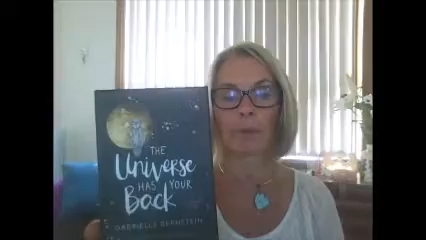 THE
Universe
HAS YOUR
Back
GABRIELLE BERNSTEIN